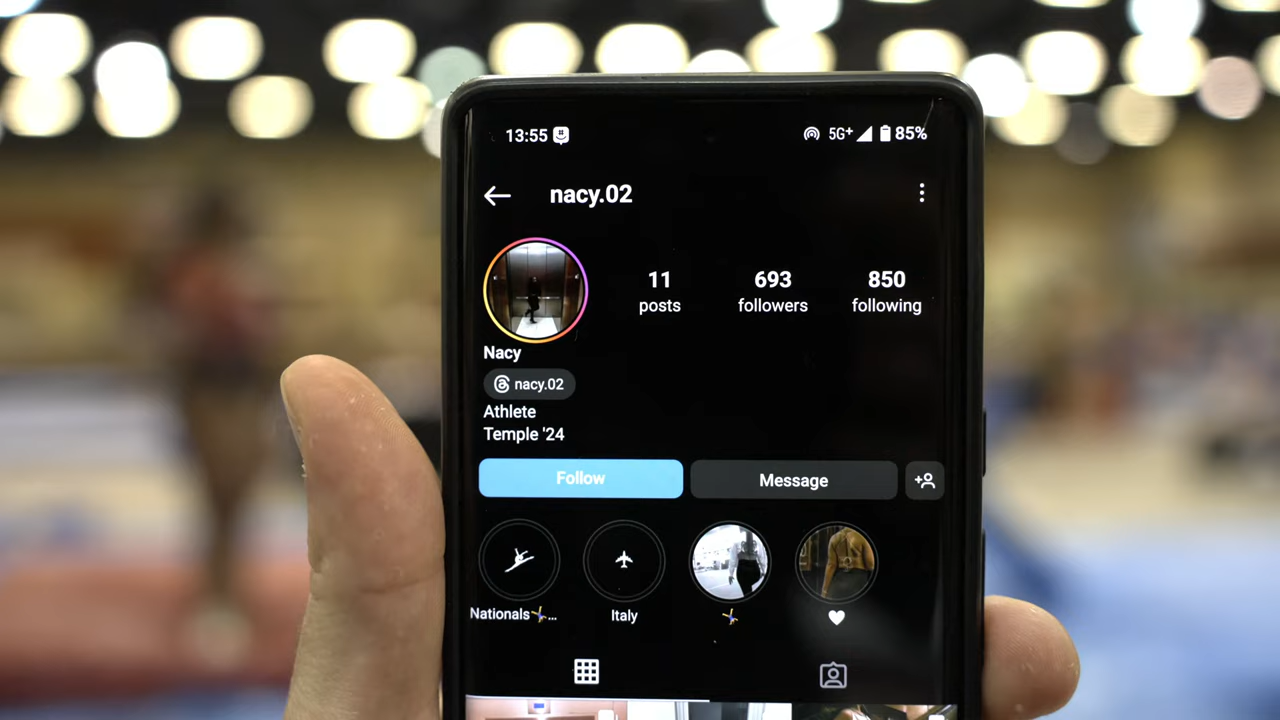 13:55 5G+ 85%
nacy.02
11 693 850
posts followers following
Nacy
nacy.02
Athlete
Temple '24
Follow Message
Nationals🤸... Italy 🤸 🤍